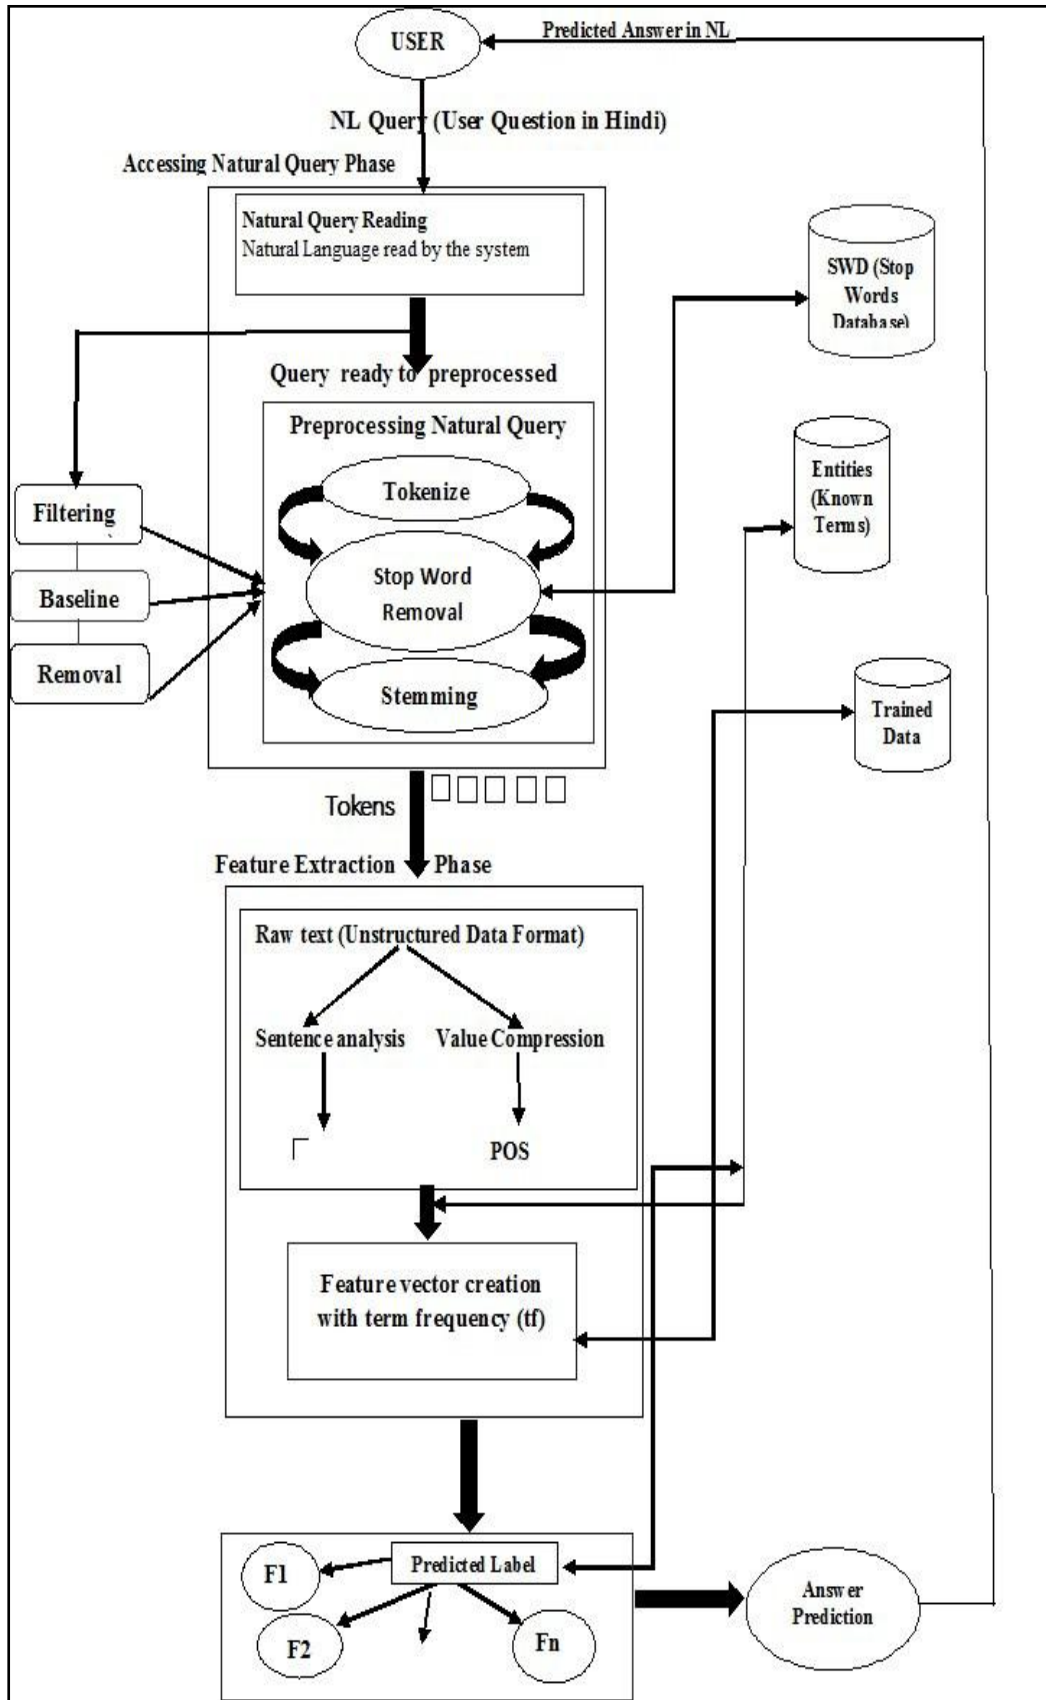 USER
Predicted Answer in NL
NL Query (User Question in Hindi)
Accessing Natural Query Phase
Natural Query Reading
Natural Language read by the system
SWD (Stop
Words
Database)
Query ready to preprocessed
Preprocessing Natural Query
Tokenize
Entities
(Known
Terms)
Filtering
Stop Word
Removal
Baseline
Removal
Stemming
Trained
Data
Tokens
Feature Extraction Phase
Raw text (Unstructured Data Format)
Sentence analysis
Value Compression
POS
Feature vector creation
with term frequency (tf)
Predicted Label
F1
F2
Fn
Answer
Prediction